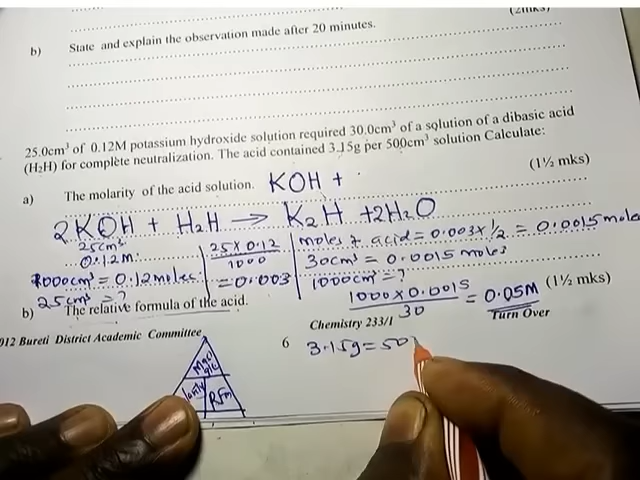 (2mks)
b) State and explain the observation made after 20 minutes.
25.0cm³ of 0.12M potassium hydroxide solution required 30.0cm³ of a solution of a dibasic acid
(H₂H) for complete neutralization. The acid contained 3.15g per 500cm³ solution Calculate:
a) The molarity of the acid solution. KOH + (1½ mks)
2KOH + H₂H → K₂H + 2H₂O
25cm³ 25 x 0.12 moles of acid = 0.003 x ½ = 0.0015 moles
0.12M 1000 30cm³ = 0.0015 moles
1000cm³ = 0.12 moles = 0.003 1000cm³ = ?
25cm³ = ? 1000 x 0.0015 = 0.05M (1½ mks)
30
b) The relative formula of the acid.
Chemistry 233/1 Turn Over
012 Bureti District Academic Committee
6 3.15g = 50
Mass
Rfm